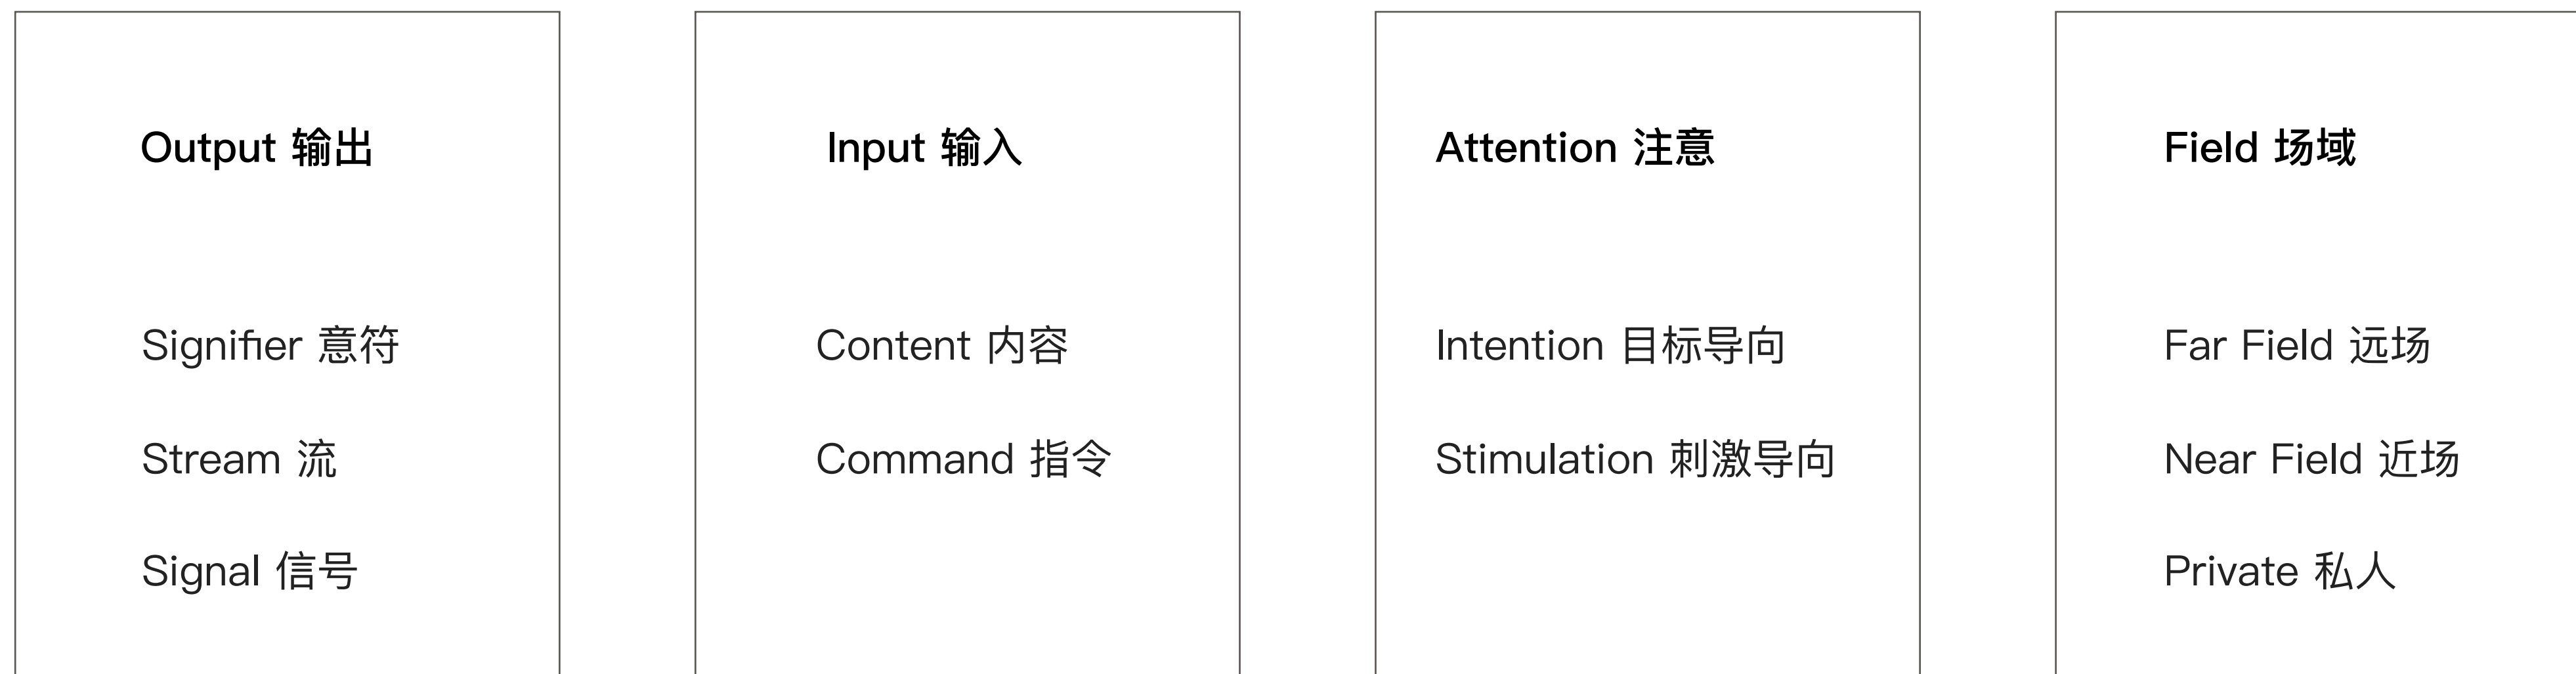 Output 输出
Signifier 意符
Stream 流
Signal 信号
Input 输入
Content 内容
Command 指令
Attention 注意
Intention 目标导向
Stimulation 刺激导向
Field 场域
Far Field 远场
Near Field 近场
Private 私人